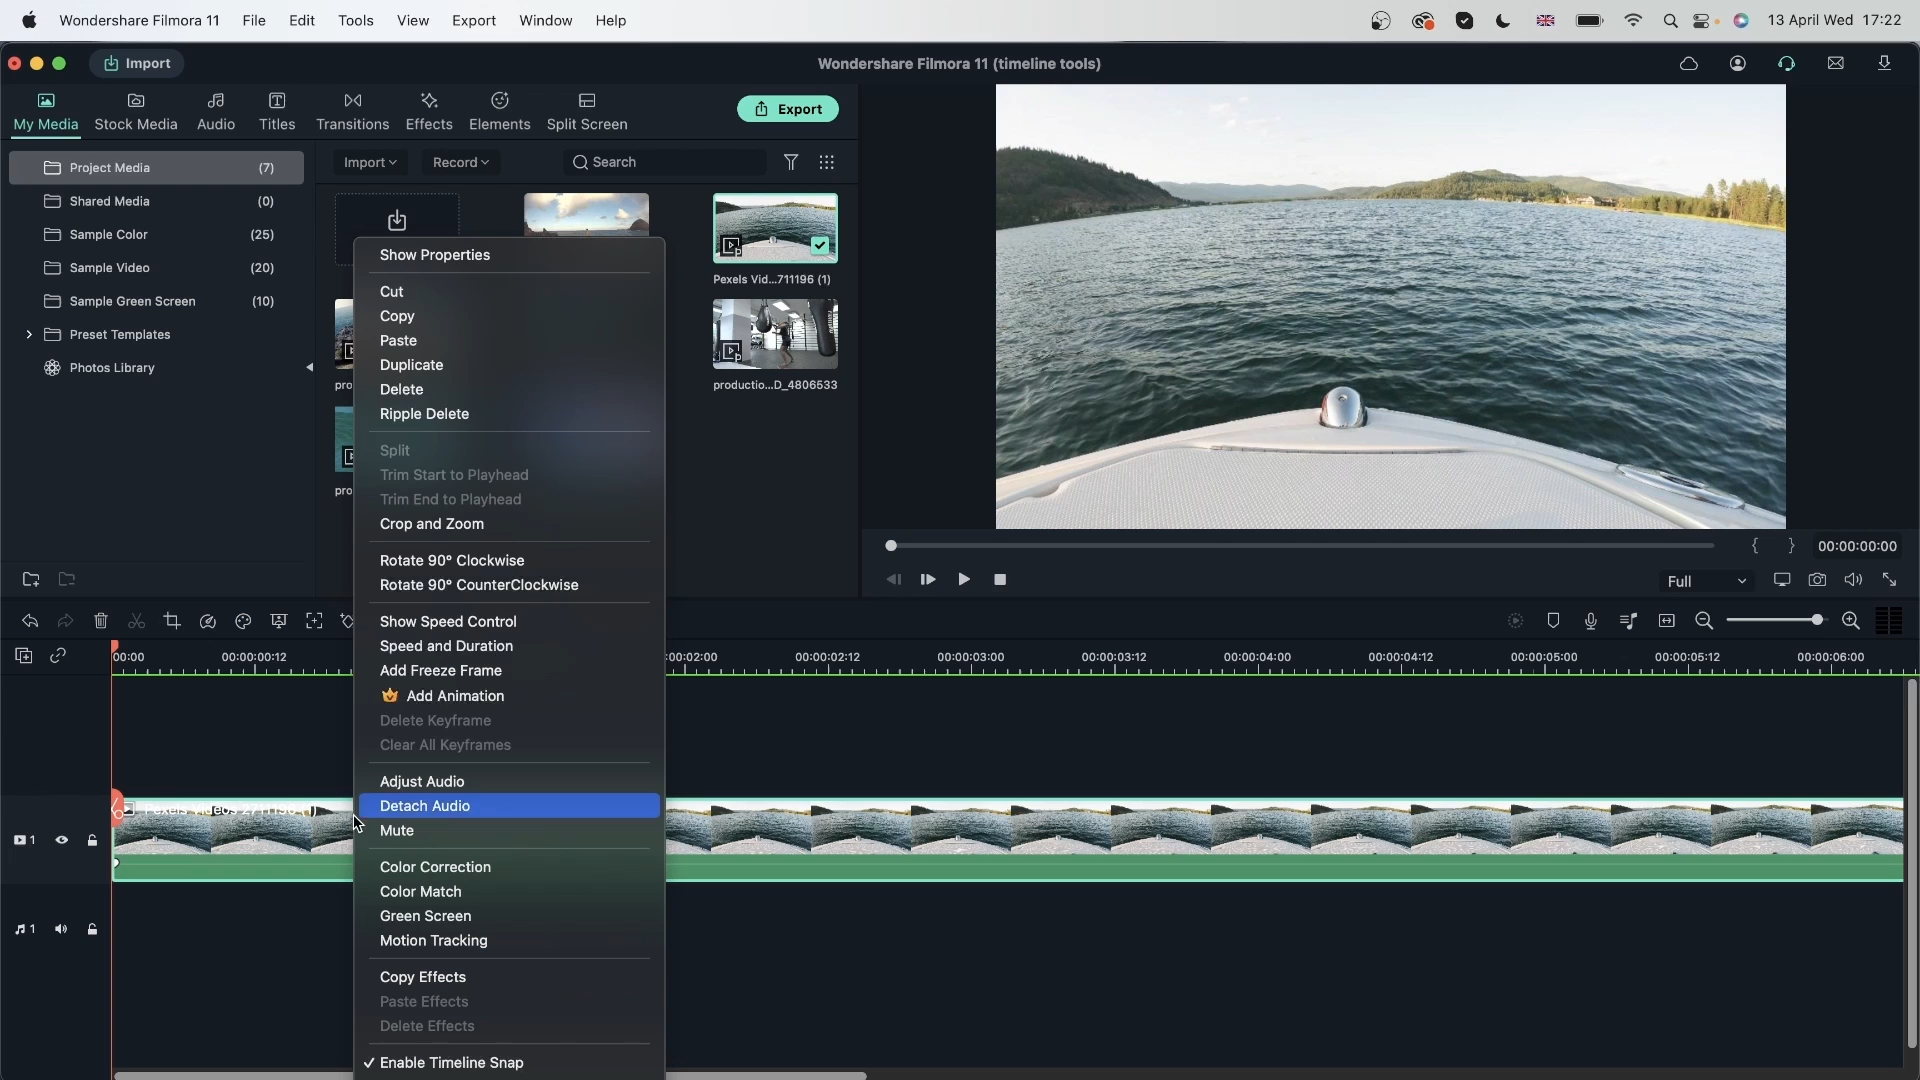 Wondershare Filmora 11 File Edit Tools View Export Window Help 13 April Wed 17:22
Import
Wondershare Filmora 11 (timeline tools)
My Media Stock Media Audio Titles Transitions Effects Elements Split Screen
Export
Project Media (7)
Shared Media (0)
Sample Color (25)
Sample Video (20)
Sample Green Screen (10)
Preset Templates
Photos Library
Import Record Search
Pexels Vid...711196 (1)
pro
productio...D_4806533
pro
Show Properties
Cut
Copy
Paste
Duplicate
Delete
Ripple Delete
Split
Trim Start to Playhead
Trim End to Playhead
Crop and Zoom
Rotate 90° Clockwise
Rotate 90° CounterClockwise
Show Speed Control
Speed and Duration
Add Freeze Frame
Add Animation
Delete Keyframe
Clear All Keyframes
Adjust Audio
Detach Audio
Mute
Color Correction
Color Match
Green Screen
Motion Tracking
Copy Effects
Paste Effects
Delete Effects
✓ Enable Timeline Snap
{ } 00:00:00:00
Full
00:00 00:00:00:12 :00:02:00 00:00:02:12 00:00:03:00 00:00:03:12 00:00:04:00 00:00:04:12 00:00:05:00 00:00:05:12 00:00:06:00
Pexels Videos 2711196 (1)
1
1